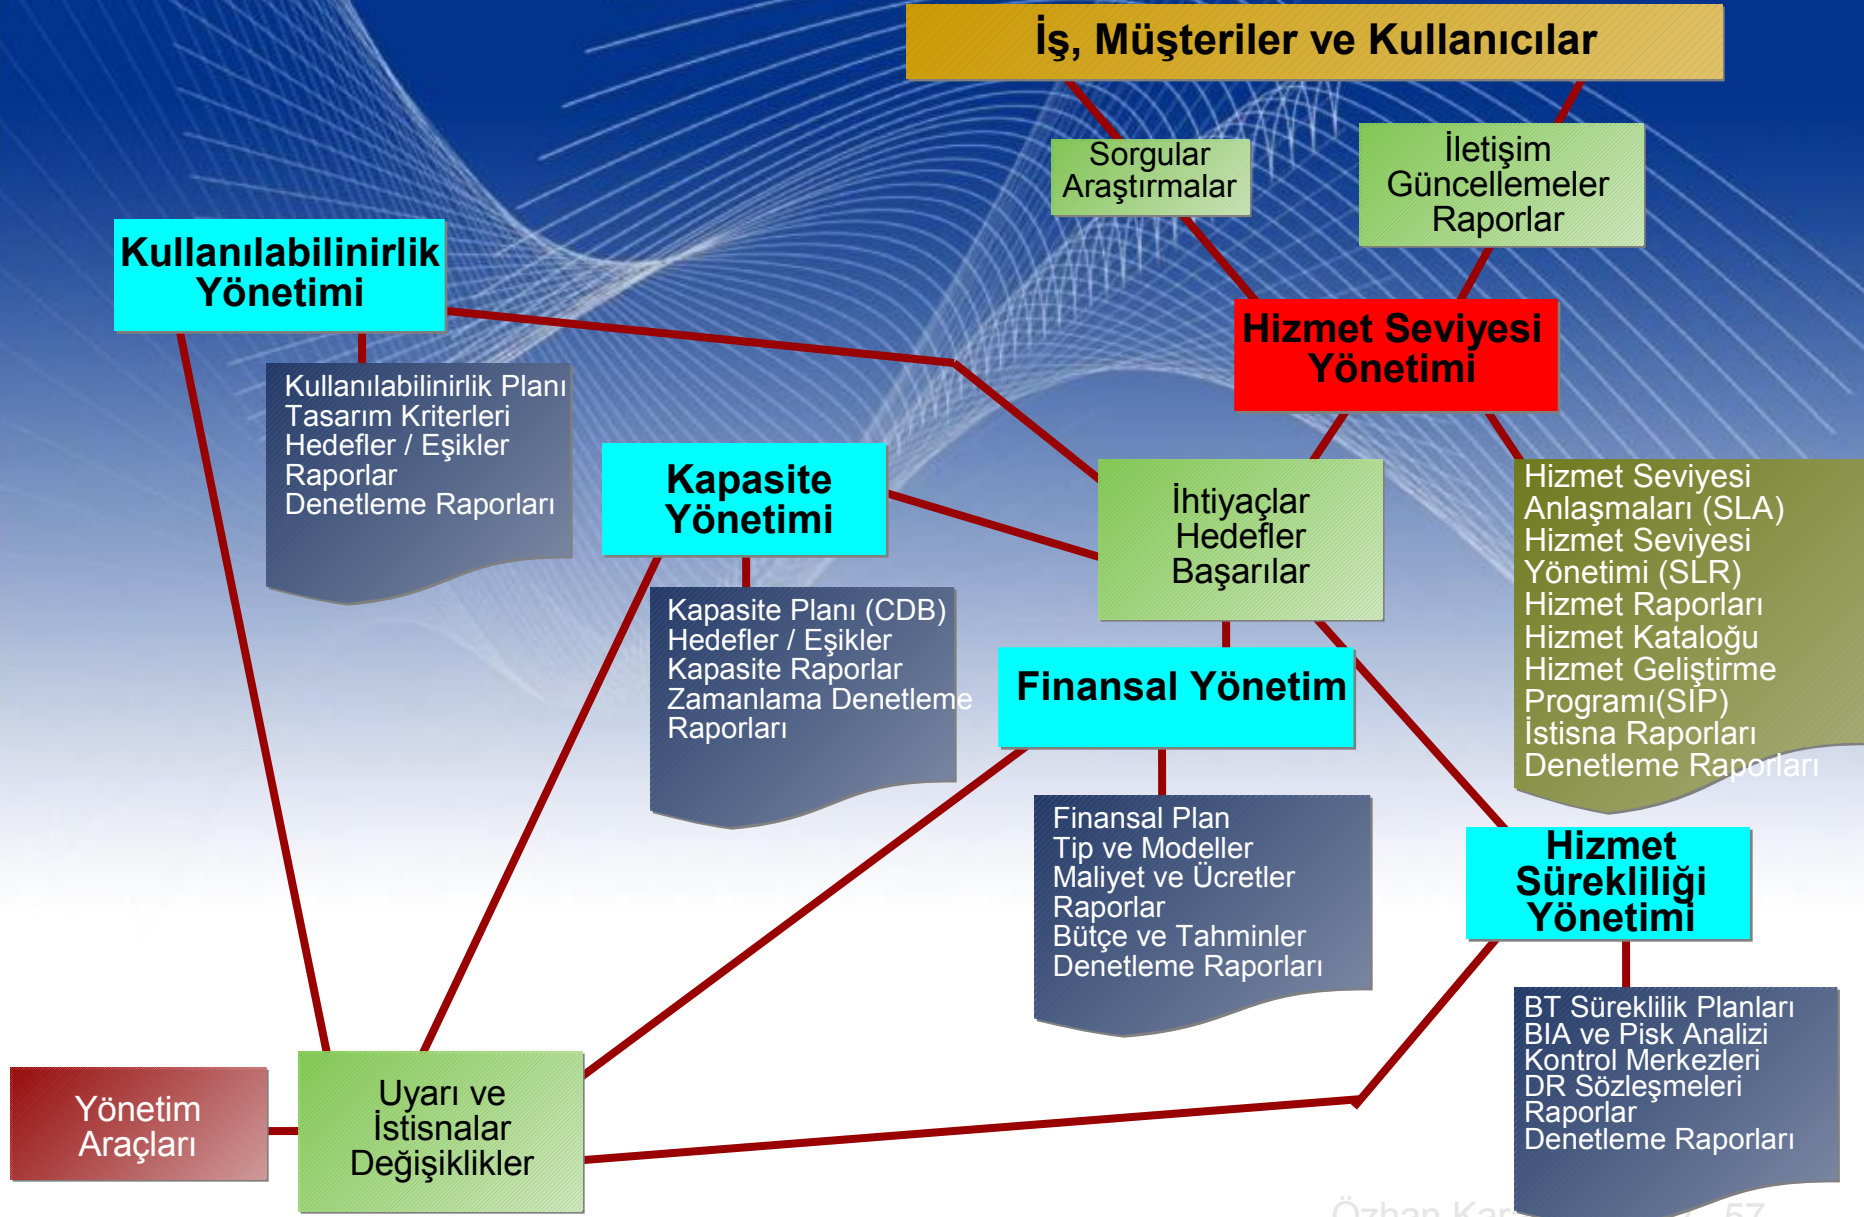 İş, Müşteriler ve Kullanıcılar
Sorgular
Araştırmalar
İletişim
Güncellemeler
Raporlar
Kullanılabilinirlik
Yönetimi
Hizmet Seviyesi
Yönetimi
Kullanılabilinirlik Planı
Tasarım Kriterleri
Hedefler / Eşikler
Raporlar
Denetleme Raporları
Kapasite
Yönetimi
İhtiyaçlar
Hedefler
Başarılar
Hizmet Seviyesi
Anlaşmaları (SLA)
Hizmet Seviyesi
Yönetimi (SLR)
Hizmet Raporları
Hizmet Kataloğu
Hizmet Geliştirme
Programı(SIP)
İstisna Raporları
Denetleme Raporları
Kapasite Planı (CDB)
Hedefler / Eşikler
Kapasite Raporlar
Zamanlama Denetleme
Raporları
Finansal Yönetim
Finansal Plan
Tip ve Modeller
Maliyet ve Ücretler
Raporlar
Bütçe ve Tahminler
Denetleme Raporları
Hizmet
Sürekliliği
Yönetimi
BT Süreklilik Planları
BIA ve Pisk Analizi
Kontrol Merkezleri
DR Sözleşmeleri
Raporlar
Denetleme Raporları
Yönetim
Araçları
Uyarı ve
İstisnalar
Değişiklikler
Özhan
57